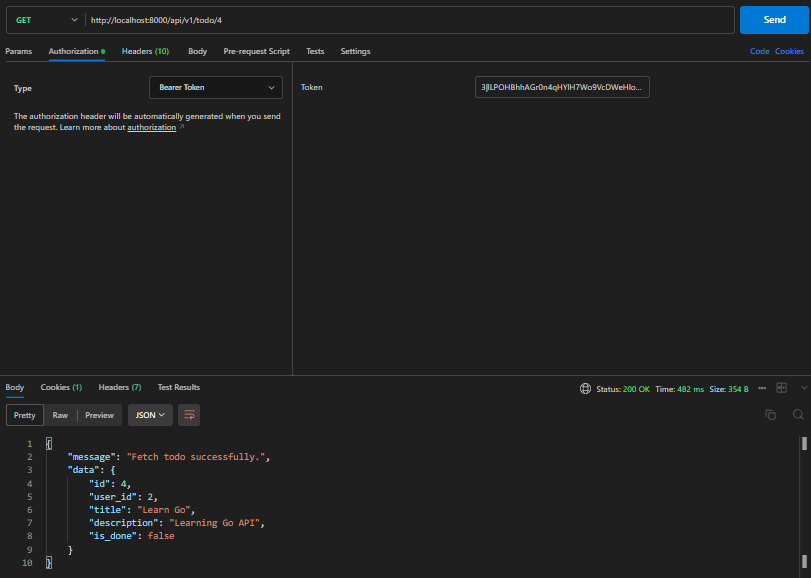 GET http://localhost:8000/api/v1/todo/4 Send
Params Authorization Headers (10) Body Pre-request Script Tests Settings Code Cookies
Type Bearer Token Token
The authorization header will be automatically generated when you send
the request. Learn more about authorization ↗
Body Cookies (1) Headers (7) Test Results Status: 200 OK Time: 482 ms Size: 354 B
Pretty Raw Preview JSON
1 {
2 "message": "Fetch todo successfully.",
3 "data": {
4 "id": 4,
5 "user_id": 2,
6 "title": "Learn Go",
7 "description": "Learning Go API",
8 "is_done": false
9 }
10 }